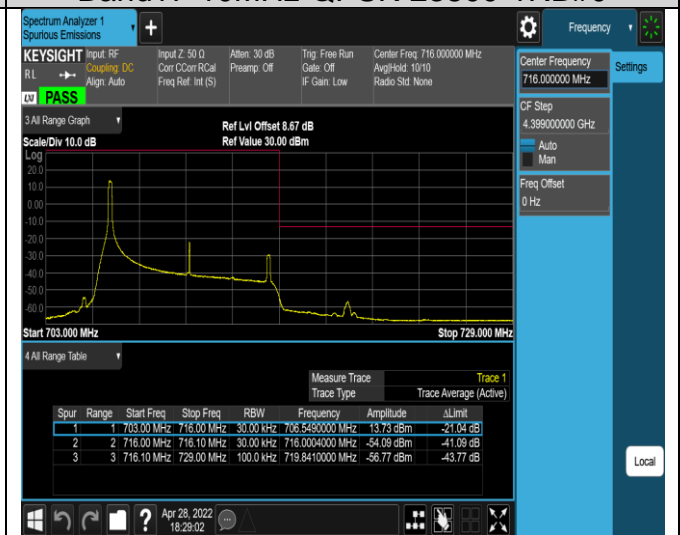 Spectrum Analyzer 1
Spurious Emissions
+
Frequency
KEYSIGHT
Input: RF
Coupling: DC
Align: Auto
Input Z: 50 Ω
Corr CCorr RCal
Freq Ref: Int (S)
Atten: 30 dB
Preamp: Off
Trig: Free Run
Gate: Off
IF Gain: Low
Center Freq: 716.000000 MHz
Avg|Hold: 10/10
Radio Std: None
R L
LXI
PASS
Center Frequency
716.000000 MHz
Settings
CF Step
4.399000000 GHz
Auto
Man
Freq Offset
0 Hz
3 All Range Graph
Ref Lvl Offset 8.67 dB
Scale/Div 10.0 dB
Ref Value 30.00 dBm
Log
20.0
10.0
0.00
-10.0
-20.0
-30.0
-40.0
-50.0
-60.0
Start 703.000 MHz
Stop 729.000 MHz
4 All Range Table
Measure Trace Trace 1
Trace Type Trace Average (Active)
Spur Range Start Freq Stop Freq RBW Frequency Amplitude ΔLimit
1 1 703.00 MHz 716.00 MHz 30.00 kHz 706.5490000 MHz 13.73 dBm -21.04 dB
2 2 716.00 MHz 716.10 MHz 30.00 kHz 716.0004000 MHz -54.09 dBm -41.09 dB
3 3 716.10 MHz 729.00 MHz 100.0 kHz 719.8410000 MHz -56.77 dBm -43.77 dB
Local
?
Apr 28, 2022
18:29:02